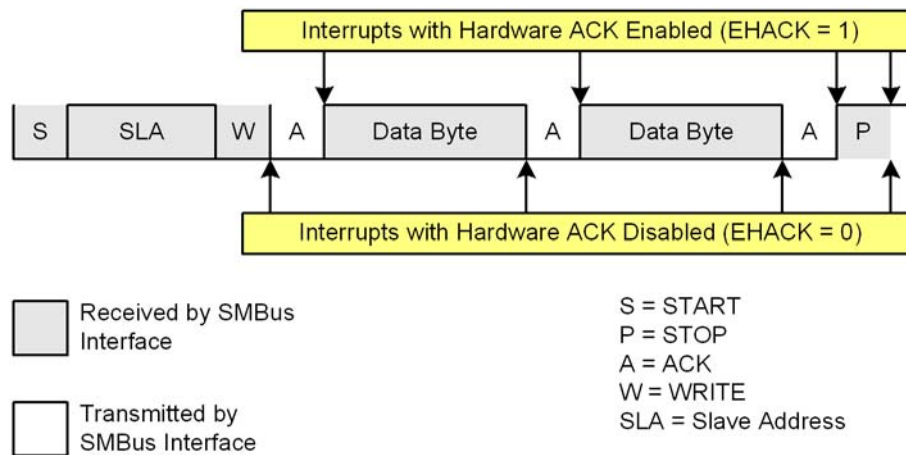 Interrupts with Hardware ACK Enabled (EHACK = 1)
S SLA W A Data Byte A Data Byte A P
Interrupts with Hardware ACK Disabled (EHACK = 0)
Received by SMBus
Interface
Transmitted by
SMBus Interface
S = START
P = STOP
A = ACK
W = WRITE
SLA = Slave Address